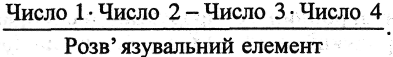 Число 1· Число 2 – Число 3· Число 4
Розв’язувальний елемент.